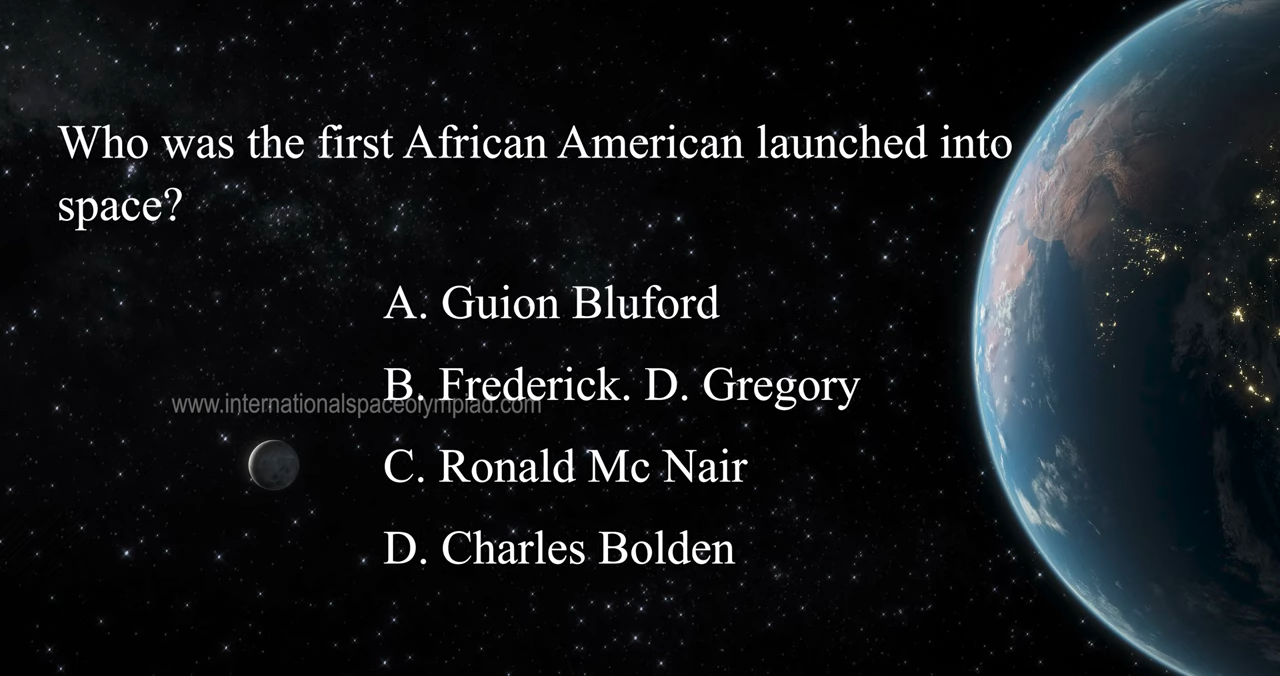 Who was the first African American launched into
space?
A. Guion Bluford
B. Frederick. D. Gregory
www.internationalspaceolympiad.com
C. Ronald Mc Nair
D. Charles Bolden